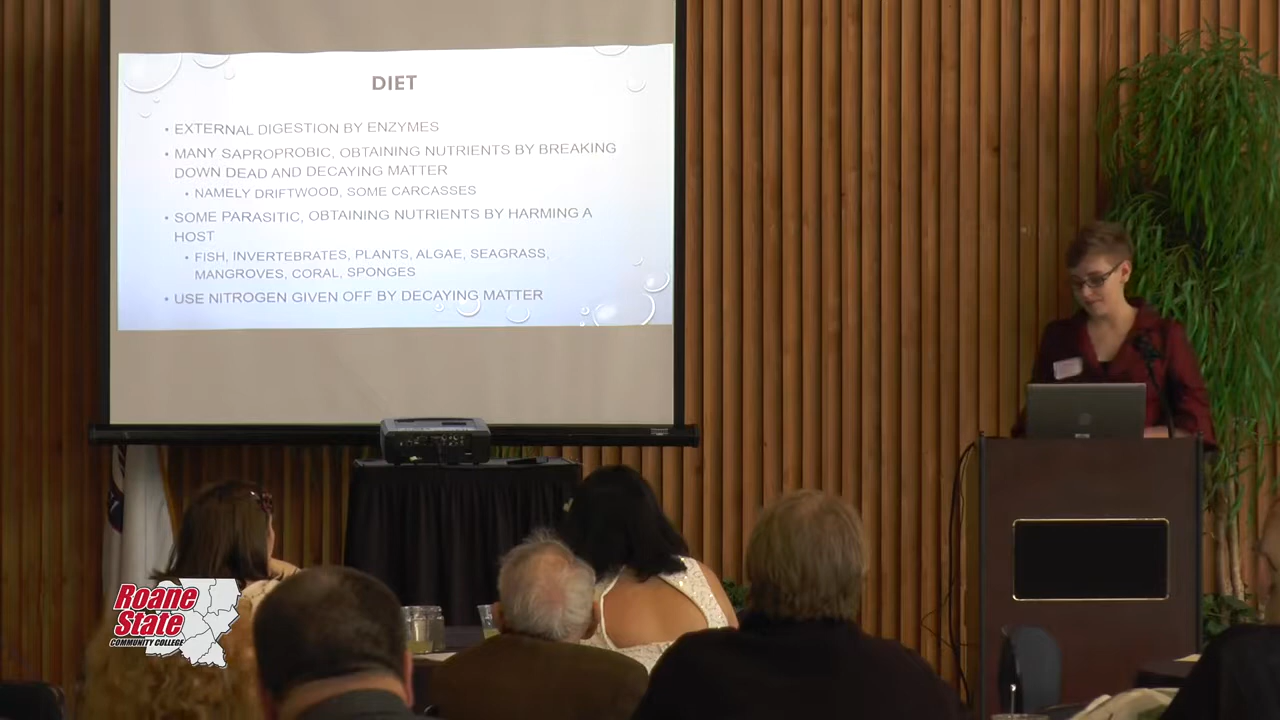 DIET
• EXTERNAL DIGESTION BY ENZYMES
• MANY SAPROPROBIC, OBTAINING NUTRIENTS BY BREAKING
DOWN DEAD AND DECAYING MATTER
• NAMELY DRIFTWOOD, SOME CARCASSES
• SOME PARASITIC, OBTAINING NUTRIENTS BY HARMING A
HOST
• FISH, INVERTEBRATES, PLANTS, ALGAE, SEAGRASS,
MANGROVES, CORAL, SPONGES
• USE NITROGEN GIVEN OFF BY DECAYING MATTER
Roane
State
COMMUNITY COLLEGE